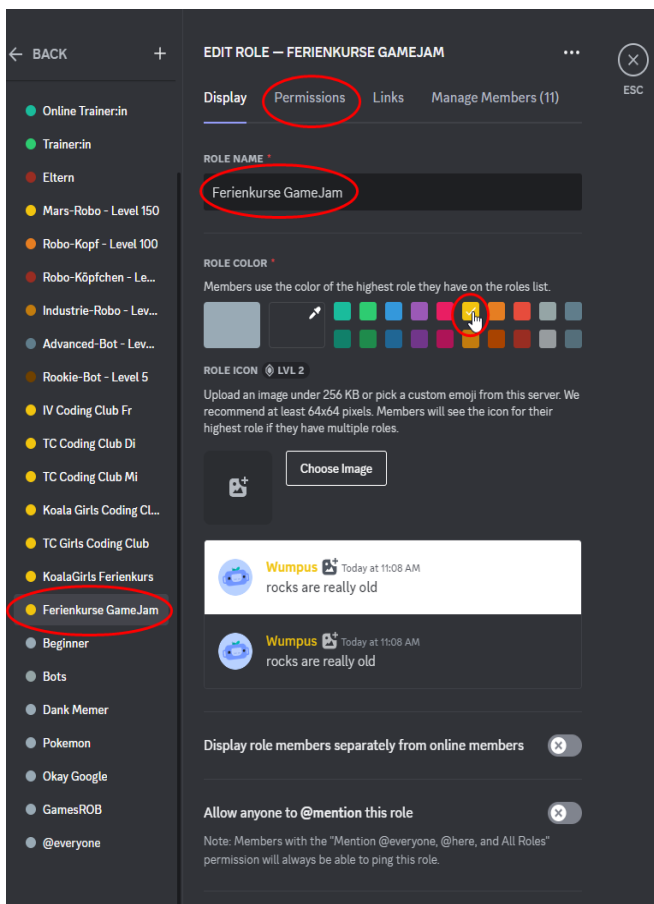 BACK
+
Online Trainer:in
Trainer:in
Eltern
Mars-Robo - Level 150
Robo-Kopf - Level 100
Robo-Köpfchen - Le...
Industrie-Robo - Lev...
Advanced-Bot - Lev...
Rookie-Bot - Level 5
IV Coding Club Fr
TC Coding Club Di
TC Coding Club Mi
Koala Girls Coding Cl...
TC Girls Coding Club
KoalaGirls Ferienkurs
Ferienkurse GameJam
Beginner
Bots
Dank Memer
Pokemon
Okay Google
GamesROB
@everyone
EDIT ROLE — FERIENKURSE GAMEJAM
ESC
Display Permissions Links Manage Members (11)
ROLE NAME *
Ferienkurse GameJam
ROLE COLOR *
Members use the color of the highest role they have on the roles list.
ROLE ICON LVL 2
Upload an image under 256 KB or pick a custom emoji from this server. We
recommend at least 64x64 pixels. Members will see the icon for their
highest role if they have multiple roles.
Choose Image
Wumpus Today at 11:08 AM
rocks are really old
Wumpus Today at 11:08 AM
rocks are really old
Display role members separately from online members
Allow anyone to @mention this role
Note: Members with the "Mention @everyone, @here, and All Roles"
permission will always be able to ping this role.